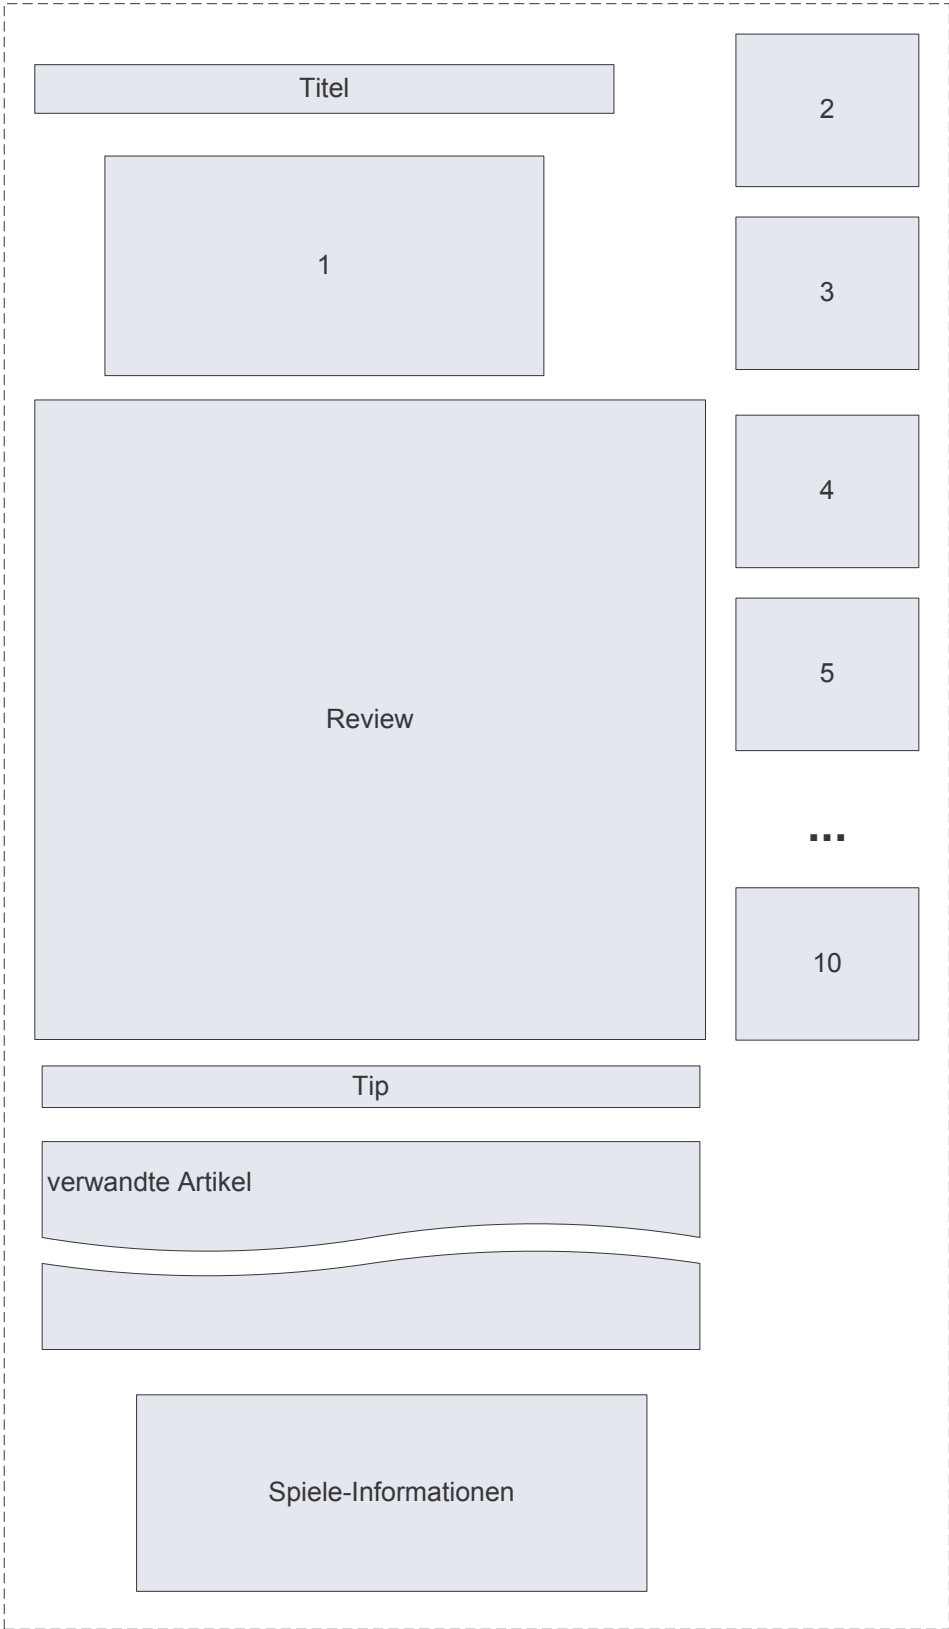 Titel
1
Review
Tip
verwandte Artikel
Spiele-Informationen
2
3
4
5
...
10